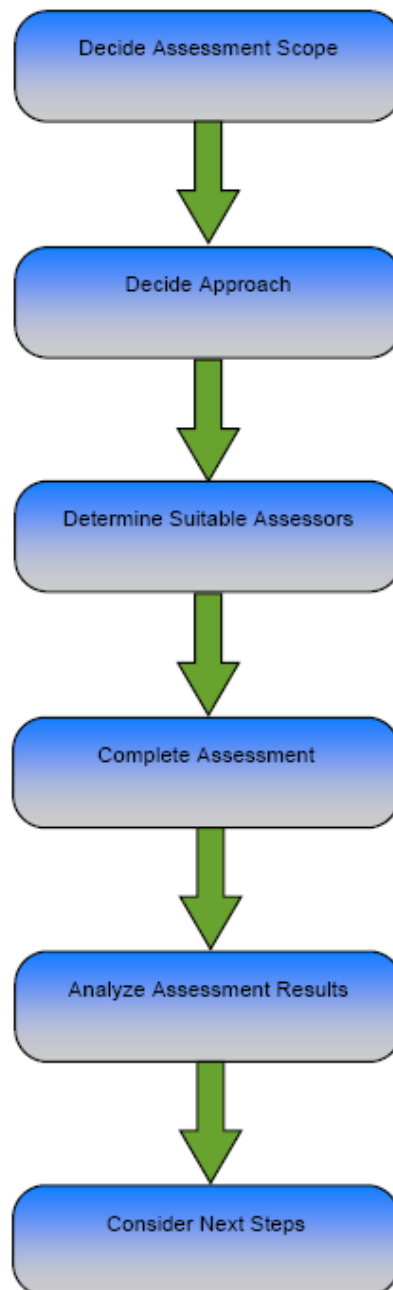 Decide Assessment Scope
Decide Approach
Determine Suitable Assessors
Complete Assessment
Analyze Assessment Results
Consider Next Steps